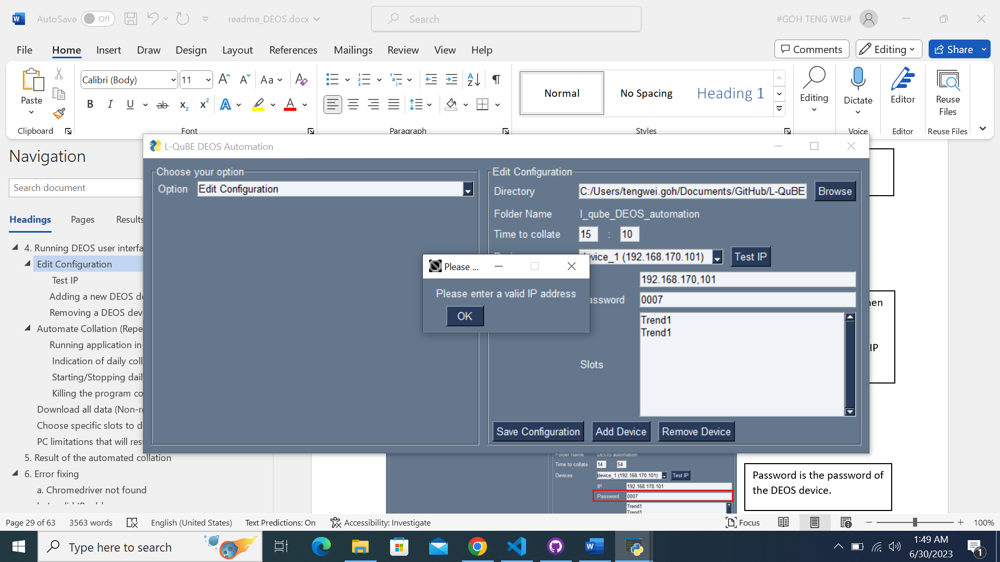 AutoSave Off readme_DEOS.docx Search #GOH TENG WEI#
File Home Insert Draw Design Layout References Mailings Review View Help Comments Editing Share
Paste
Clipboard
Calibri (Body) 11
Font
Paragraph
Normal No Spacing Heading 1
Styles
Editing
Dictate
Voice
Editor
Editor
Reuse
Files
Reuse Files
Navigation
Search document
Headings Pages Results
4. Running DEOS user interfa
Edit Configuration
Test IP
Adding a new DEOS de
Removing a DEOS dev
Automate Collation (Repe
Running application in
Indication of daily coll
Starting/Stopping daily
Killing the program co
Download all data (Non-re
Choose specific slots to d
PC limitations that will resu
5. Result of the automated collation
6. Error fixing
a. Chromedriver not found
L-QuBE DEOS Automation
Choose your option
Option Edit Configuration
Edit Configuration
Directory C:/Users/tengwei.goh/Documents/GitHub/L-QuBE Browse
Folder Name l_qube_DEOS_automation
Time to collate 15 : 10
device_1 (192.168.170.101) Test IP
192.168.170,101
assword 0007
Trend1
Trend1
Slots
Save Configuration Add Device Remove Device
Please ...
Please enter a valid IP address
OK
hen
IP
Folder Name DEOS automation
Time to collate 14 : 54
Devices device_1 (192.168.170.101) Test IP
IP 192.168.170.101
Password 0007
Trend1
Trend1
Password is the password of
the DEOS device.
Page 29 of 63 3563 words English (United States) Text Predictions: On Accessibility: Investigate Focus 100%
Type here to search
1:49 AM
6/30/2023
1